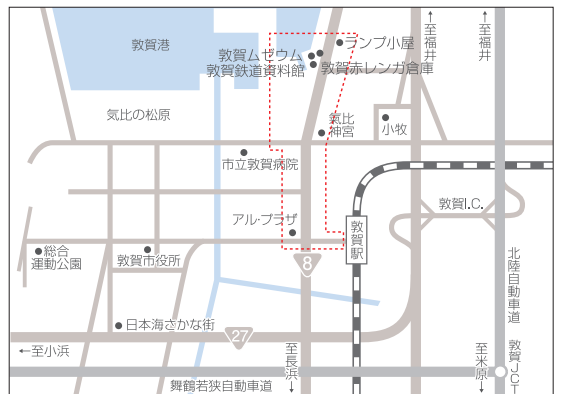 至福井
至福井
敦賀港
ランプ小屋
敦賀ムゼウム
敦賀鉄道資料館
敦賀赤レンガ倉庫
気比の松原
気比
神宮
小牧
市立敦賀病院
敦賀I.C.
アル・プラザ
敦賀駅
総合
運動公園
敦賀市役所
8
北陸自動車道
日本海さかな街
27
←至小浜
至長浜
至米原
敦賀JCT
舞鶴若狭自動車道